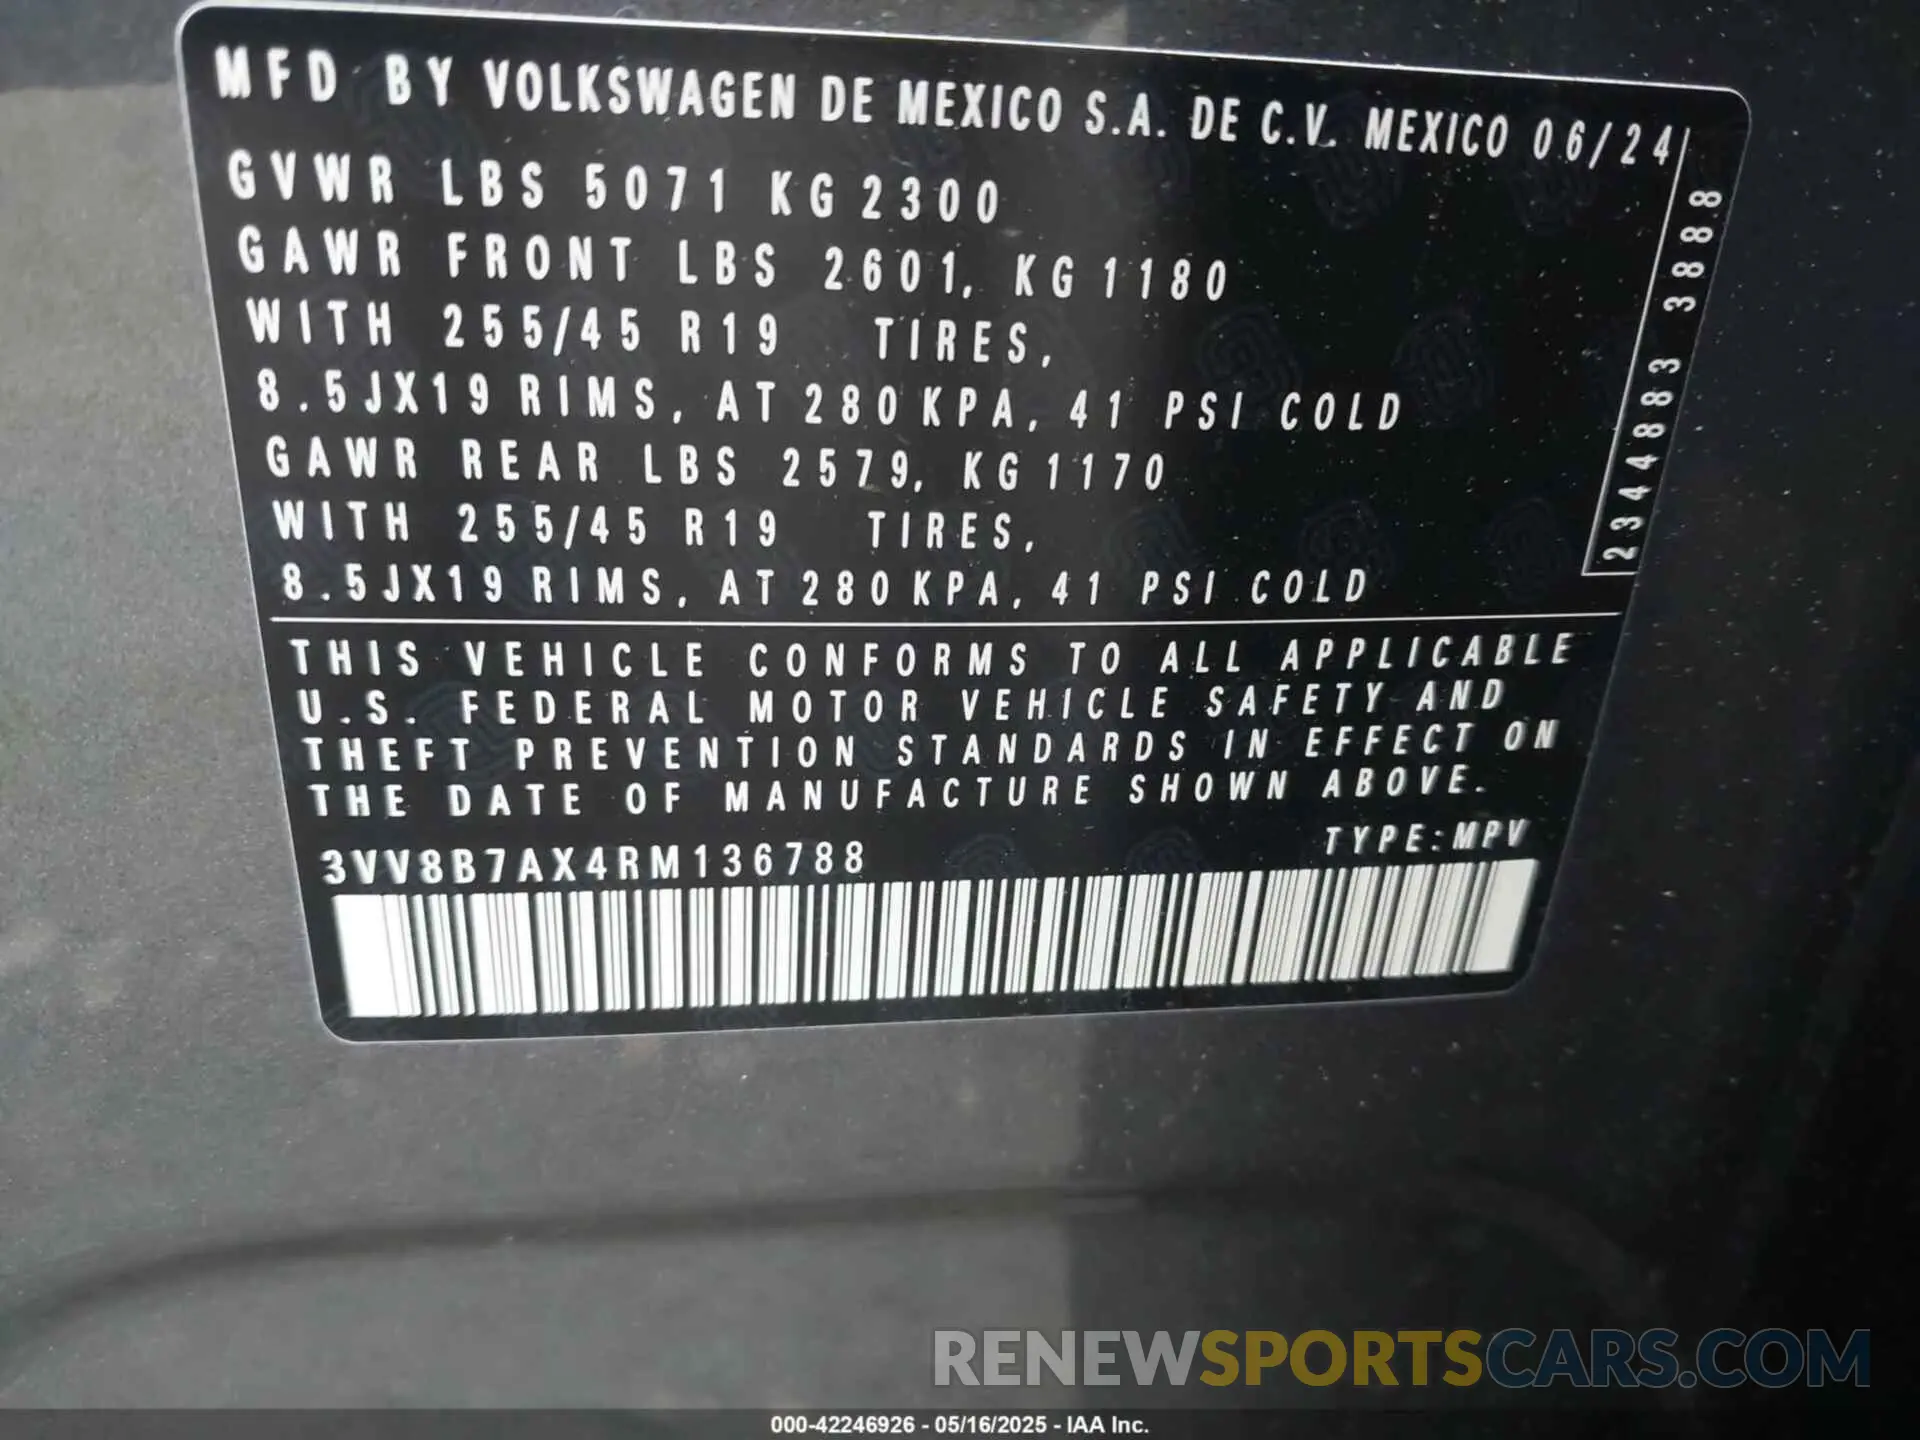 MFD BY VOLKSWAGEN DE MEXICO S.A. DE C.V. MEXICO 06/24
GVWR LBS 5071 KG 2300
GAWR FRONT LBS 2601, KG 1180
WITH 255/45 R19 TIRES,
8.5JX19 RIMS, AT 280 KPA, 41 PSI COLD
GAWR REAR LBS 2579, KG 1170
WITH 255/45 R19 TIRES,
8.5JX19 RIMS, AT 280 KPA, 41 PSI COLD
2344883 3888
THIS VEHICLE CONFORMS TO ALL APPLICABLE
U.S. FEDERAL MOTOR VEHICLE SAFETY AND
THEFT PREVENTION STANDARDS IN EFFECT ON
THE DATE OF MANUFACTURE SHOWN ABOVE.
3VV8B7AX4RM136788 TYPE: MPV
RENEWSPORTSCARS.COM
000-42246926 - 05/16/2025 - IAA Inc.